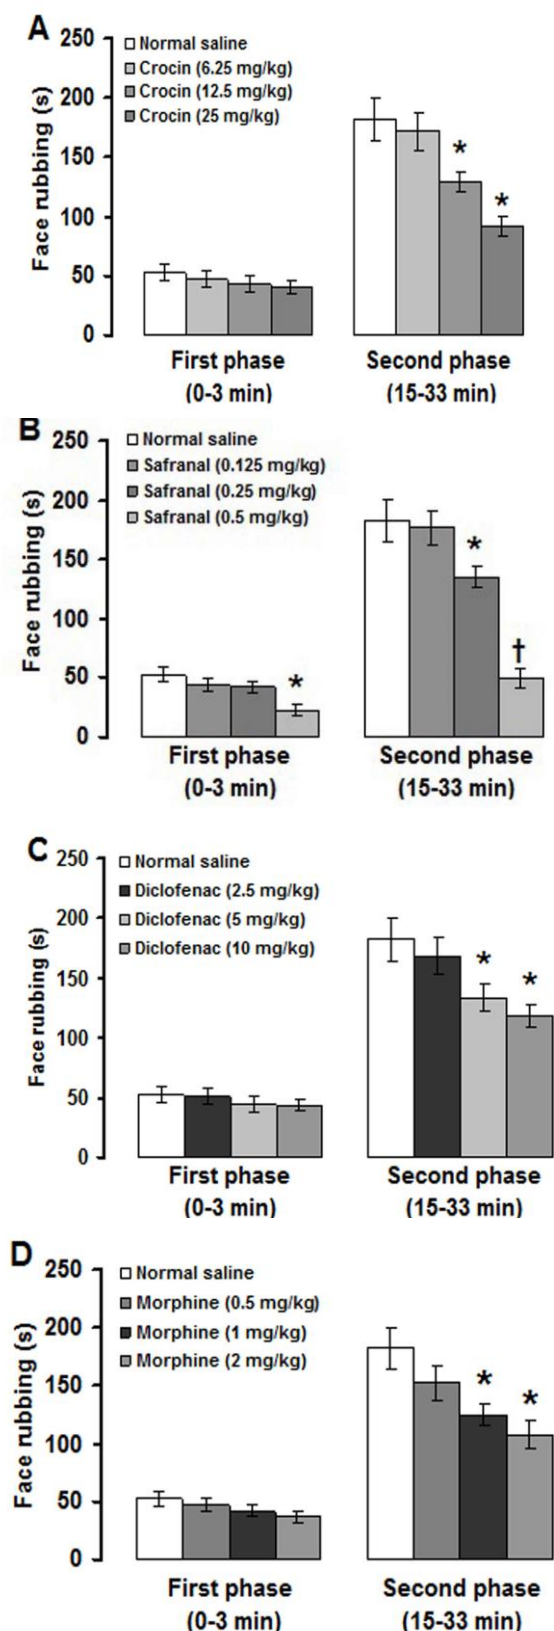 A
250
Normal saline
Crocin (6.25 mg/kg)
Crocin (12.5 mg/kg)
Crocin (25 mg/kg)
200
150
100
50
0
Face rubbing (s)
*
*
First phase
(0-3 min)
Second phase
(15-33 min)
B
250
Normal saline
Safranal (0.125 mg/kg)
Safranal (0.25 mg/kg)
Safranal (0.5 mg/kg)
200
150
100
50
0
Face rubbing (s)
*
*
†
First phase
(0-3 min)
Second phase
(15-33 min)
C
250
Normal saline
Diclofenac (2.5 mg/kg)
Diclofenac (5 mg/kg)
Diclofenac (10 mg/kg)
200
150
100
50
0
Face rubbing (s)
*
*
First phase
(0-3 min)
Second phase
(15-33 min)
D
250
Normal saline
Morphine (0.5 mg/kg)
Morphine (1 mg/kg)
Morphine (2 mg/kg)
200
150
100
50
0
Face rubbing (s)
*
*
First phase
(0-3 min)
Second phase
(15-33 min)